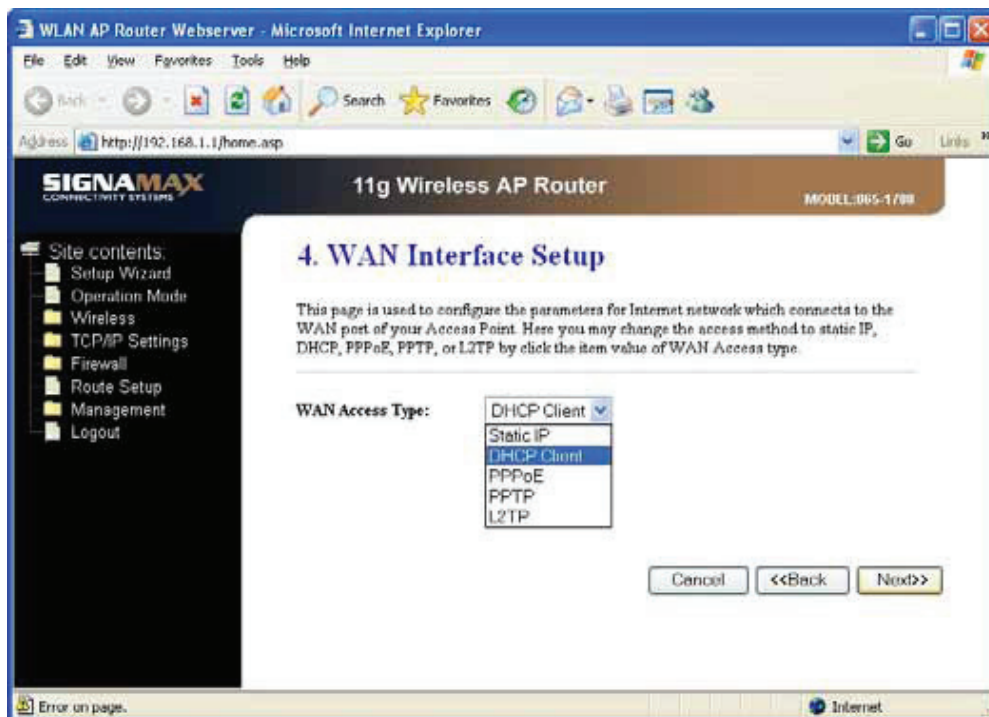 WLAN AP Router Webserver - Microsoft Internet Explorer
File Edit View Favorites Tools Help
Back Search Favorites
Address http://192.168.1.1/home.asp Go Links »
SIGNAMAX
CONNECTIVITY SYSTEMS
11g Wireless AP Router
MODEL:065-1700
Site contents:
Setup Wizard
Operation Mode
Wireless
TCP/IP Settings
Firewall
Route Setup
Management
Logout
4. WAN Interface Setup
This page is used to configure the parameters for Internet network which connects to the
WAN port of your Access Point. Here you may change the access method to static IP,
DHCP, PPPoE, PPTP, or L2TP by click the item value of WAN Access type.
WAN Access Type: DHCP Client
Static IP
DHCP Client
PPPoE
PPTP
L2TP
Cancel <<Back Next>>
Error on page. Internet